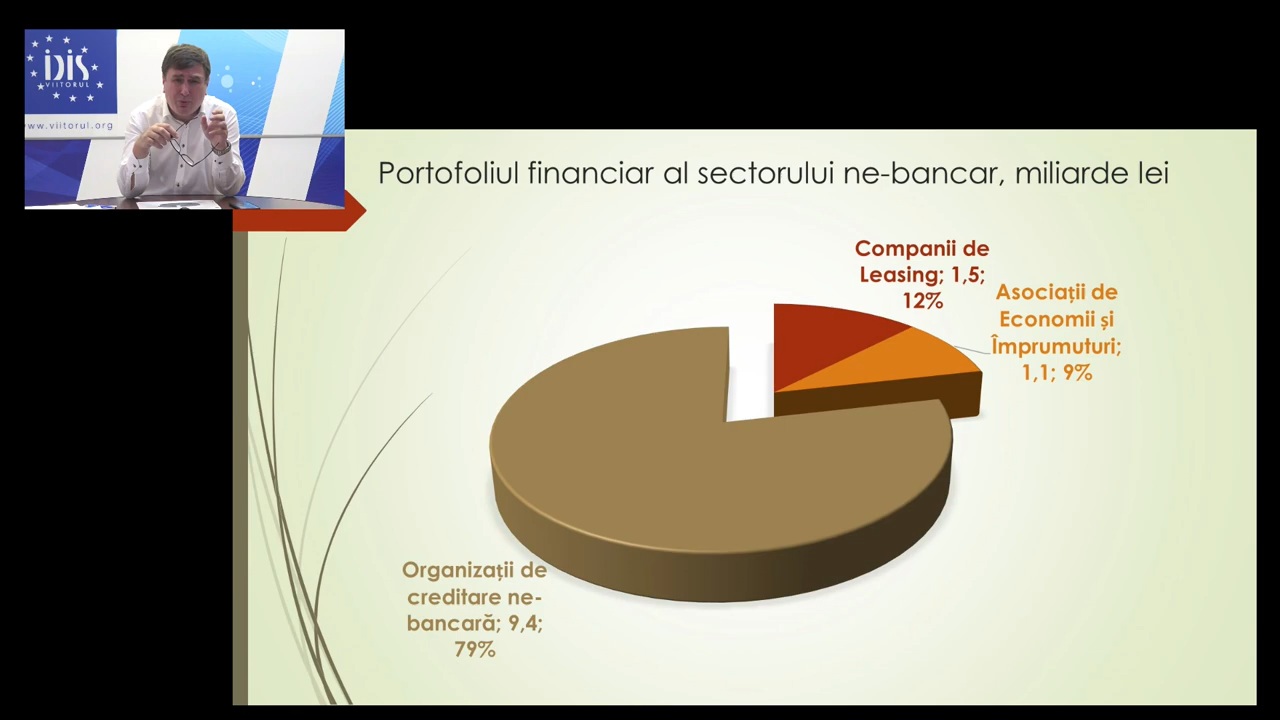 iDiS
VIITORUL
www.viitorul.org
Portofoliul financiar al sectorului ne-bancar, miliarde lei
Companii de
Leasing; 1,5;
12%
Asociații de
Economii și
Împrumuturi;
1,1; 9%
Organizații de
creditare ne-
bancară; 9,4;
79%